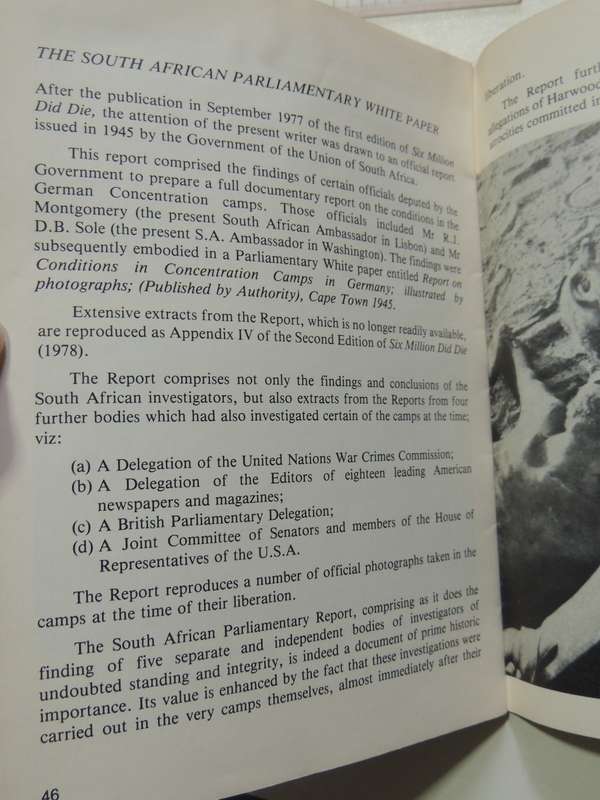 THE SOUTH AFRICAN PARLIAMENTARY WHITE PAPER
After the publication in September 1977 of the first edition of Six Million
Did Die, the attention of the present writer was drawn to an official report
issued in 1945 by the Government of the Union of South Africa.
This report comprised the findings of certain officials deputed by the
Government to prepare a full documentary report on the conditions in the
German Concentration camps. Those officials included Mr R.J.
Montgomery (the present South African Ambassador in Lisbon) and Mr
D.B. Sole (the present S.A. Ambassador in Washington). The findings were
subsequently embodied in a Parliamentary White paper entitled Report on
Conditions in Concentration Camps in Germany; illustrated by
photographs; (Published by Authority), Cape Town 1945.
Extensive extracts from the Report, which is no longer readily available,
are reproduced as Appendix IV of the Second Edition of Six Million Did Die
(1978).
The Report comprises not only the findings and conclusions of the
South African investigators, but also extracts from the Reports from four
further bodies which had also investigated certain of the camps at the time;
viz:
(a) A Delegation of the United Nations War Crimes Commission;
(b) A Delegation of the Editors of eighteen leading American
newspapers and magazines;
(c) A British Parliamentary Delegation;
(d) A Joint Committee of Senators and members of the House of
Representatives of the U.S.A.
The Report reproduces a number of official photographs taken in the
camps at the time of their liberation.
The South African Parliamentary Report, comprising as it does the
finding of five separate and independent bodies of investigators of
undoubted standing and integrity, is indeed a document of prime historic
importance. Its value is enhanced by the fact that these investigations were
carried out in the very camps themselves, almost immediately after their
46
liberation.
The Report furth
allegations of Harwood
atrocities committed in